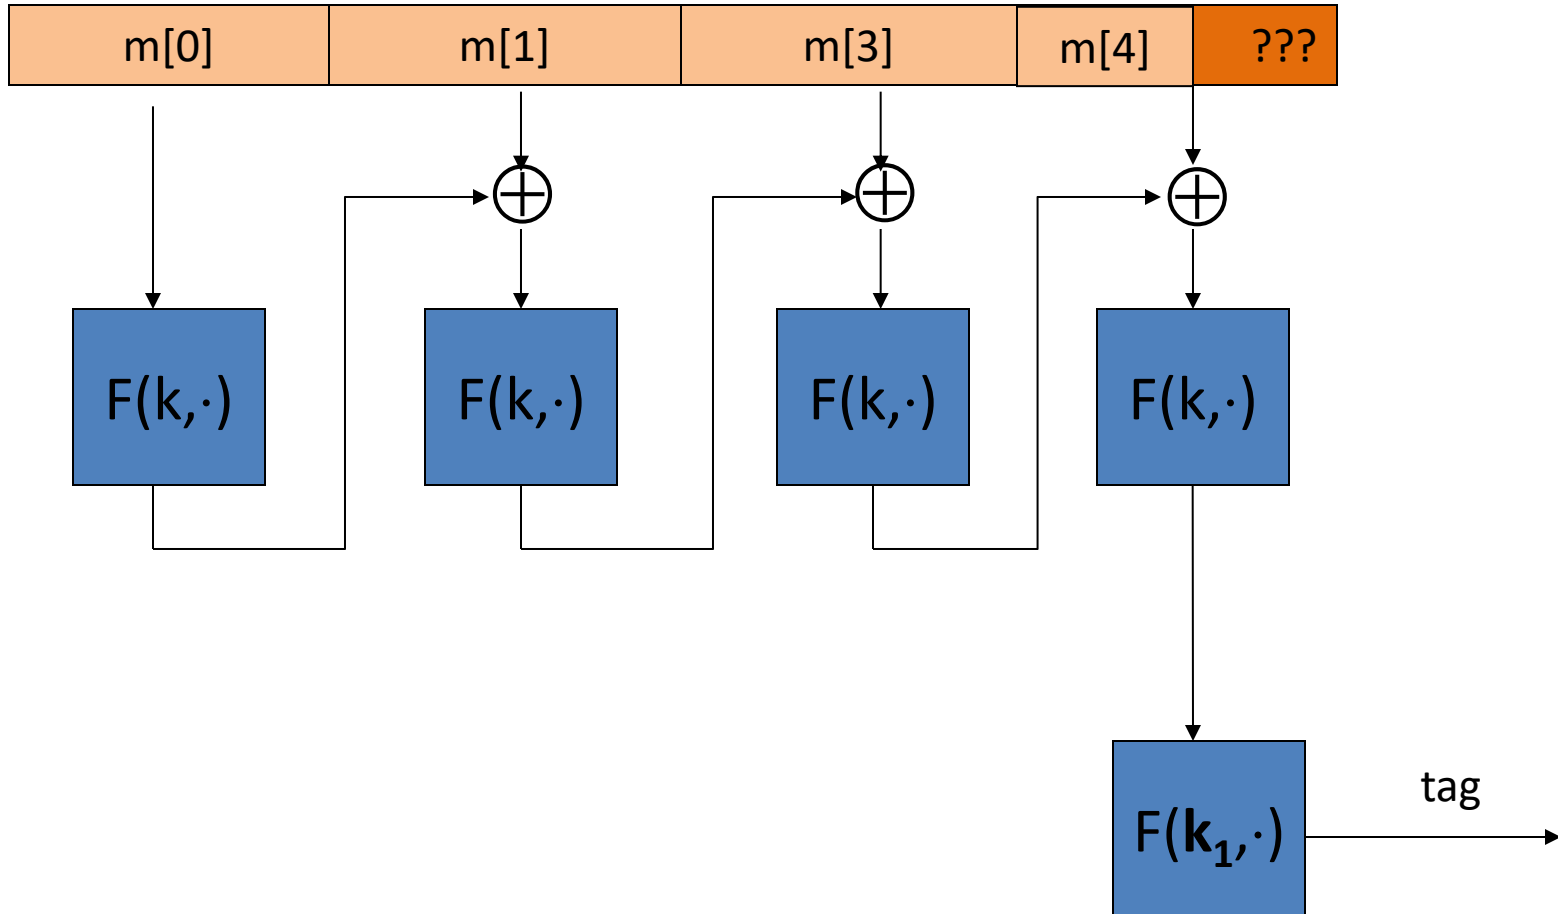 m[0] m[1] m[3] m[4] ???
F(k,·) F(k,·) F(k,·) F(k,·)
tag
F(k₁,·)